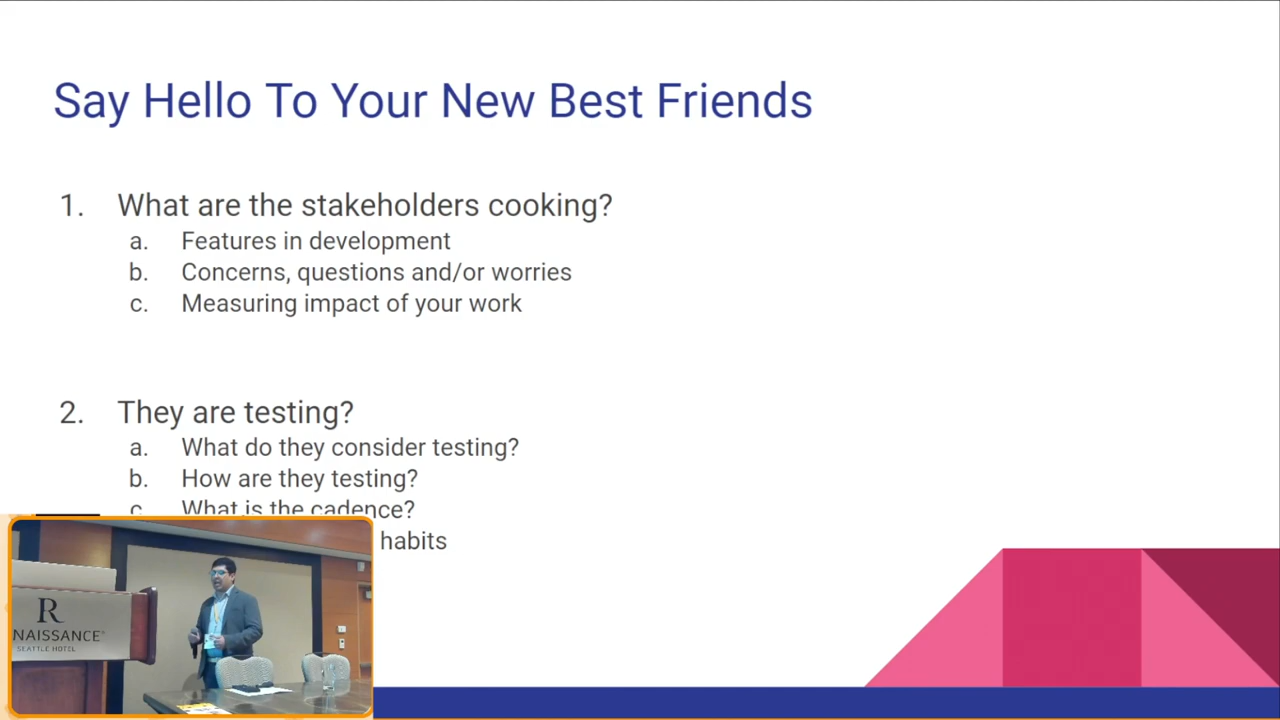 Say Hello To Your New Best Friends
1. What are the stakeholders cooking?
a. Features in development
b. Concerns, questions and/or worries
c. Measuring impact of your work
2. They are testing?
a. What do they consider testing?
b. How are they testing?
c. What is the cadence?
habits
R
NAISSANCE
SEATTLE HOTEL